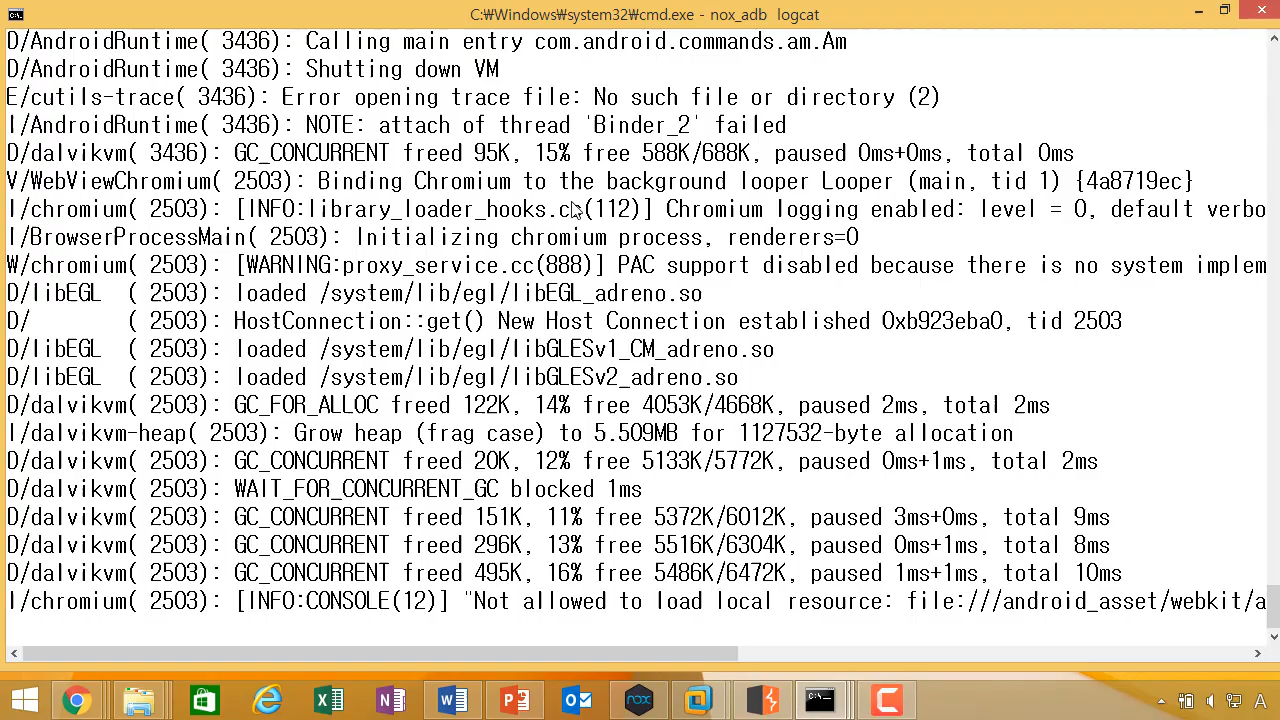 C:₩Windows₩system32₩cmd.exe - nox_adb logcat
D/AndroidRuntime( 3436): Calling main entry com.android.commands.am.Am
D/AndroidRuntime( 3436): Shutting down VM
E/cutils-trace( 3436): Error opening trace file: No such file or directory (2)
I/AndroidRuntime( 3436): NOTE: attach of thread 'Binder_2' failed
D/dalvikvm( 3436): GC_CONCURRENT freed 95K, 15% free 588K/688K, paused 0ms+0ms, total 0ms
V/WebViewChromium( 2503): Binding Chromium to the background looper Looper (main, tid 1) {4a8719ec}
I/chromium( 2503): [INFO:library_loader_hooks.cc(112)] Chromium logging enabled: level = 0, default verbo
I/BrowserProcessMain( 2503): Initializing chromium process, renderers=0
W/chromium( 2503): [WARNING:proxy_service.cc(888)] PAC support disabled because there is no system implem
D/libEGL  ( 2503): loaded /system/lib/egl/libEGL_adreno.so
D/        ( 2503): HostConnection::get() New Host Connection established 0xb923eba0, tid 2503
D/libEGL  ( 2503): loaded /system/lib/egl/libGLESv1_CM_adreno.so
D/libEGL  ( 2503): loaded /system/lib/egl/libGLESv2_adreno.so
D/dalvikvm( 2503): GC_FOR_ALLOC freed 122K, 14% free 4053K/4668K, paused 2ms, total 2ms
I/dalvikvm-heap( 2503): Grow heap (frag case) to 5.509MB for 1127532-byte allocation
D/dalvikvm( 2503): GC_CONCURRENT freed 20K, 12% free 5133K/5772K, paused 0ms+1ms, total 2ms
D/dalvikvm( 2503): WAIT_FOR_CONCURRENT_GC blocked 1ms
D/dalvikvm( 2503): GC_CONCURRENT freed 151K, 11% free 5372K/6012K, paused 3ms+0ms, total 9ms
D/dalvikvm( 2503): GC_CONCURRENT freed 296K, 13% free 5516K/6304K, paused 0ms+1ms, total 8ms
D/dalvikvm( 2503): GC_CONCURRENT freed 495K, 16% free 5486K/6472K, paused 1ms+1ms, total 10ms
I/chromium( 2503): [INFO:CONSOLE(12)] "Not allowed to load local resource: file:///android_asset/webkit/a
nox
A